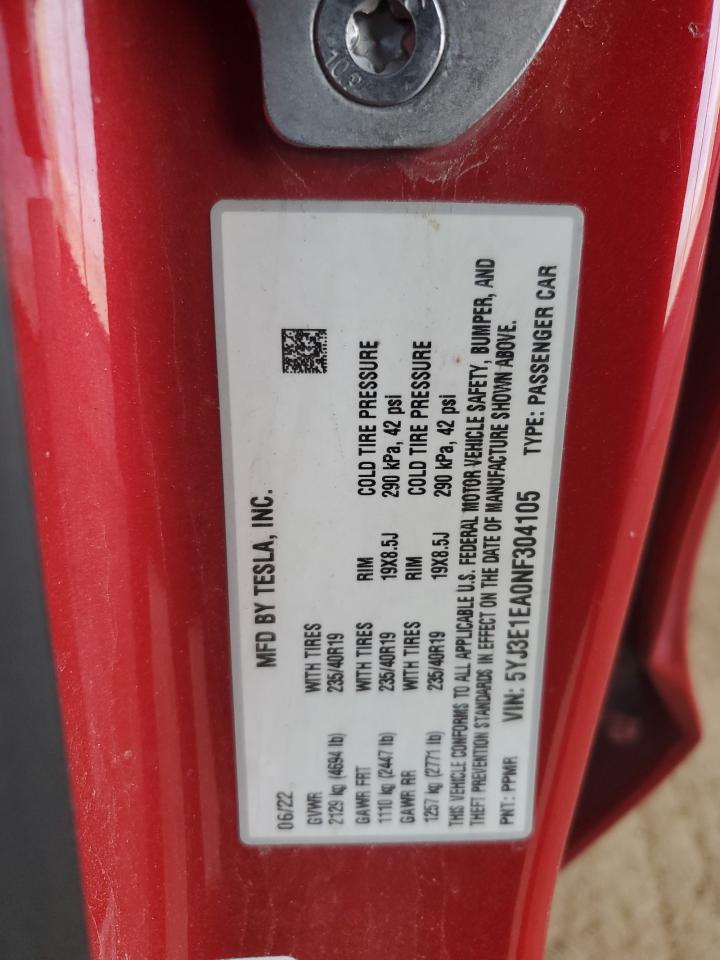 MFD BY TESLA, INC.
06/22
GVWR WITH TIRES
2129 kg (4694 lb) 235/40R19
GAWR FRT WITH TIRES RIM COLD TIRE PRESSURE
1110 kg (2447 lb) 235/40R19 19X8.5J 290 kPa, 42 psi
GAWR RR WITH TIRES RIM COLD TIRE PRESSURE
1257 kg (2771 lb) 235/40R19 19X8.5J 290 kPa, 42 psi
THIS VEHICLE CONFORMS TO ALL APPLICABLE U.S. FEDERAL MOTOR VEHICLE SAFETY, BUMPER, AND
THEFT PREVENTION STANDARDS IN EFFECT ON THE DATE OF MANUFACTURE SHOWN ABOVE.
PNT: PPMR VIN: 5YJ3E1EA0NF304105 TYPE: PASSENGER CAR